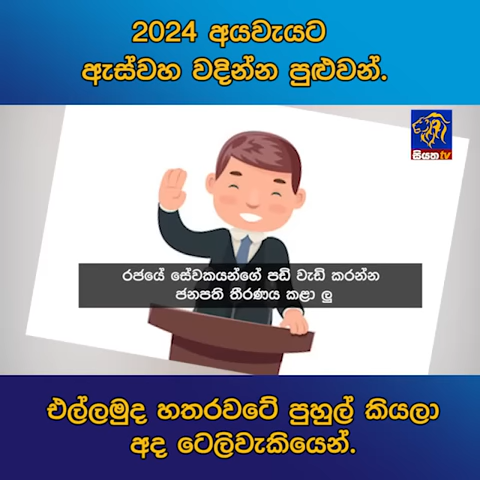 2024 අයවැයට
ඇස්වහ වදින්න පුළුවන්.
සියත tv
රජයේ සේවකයන්ගේ පඩි වැඩි කරන්න
ජනපති තීරණය කළා ලු
එල්ලමුද හතරවටේ පුහුල් කියලා
අද ටෙලිවැකියෙන්.